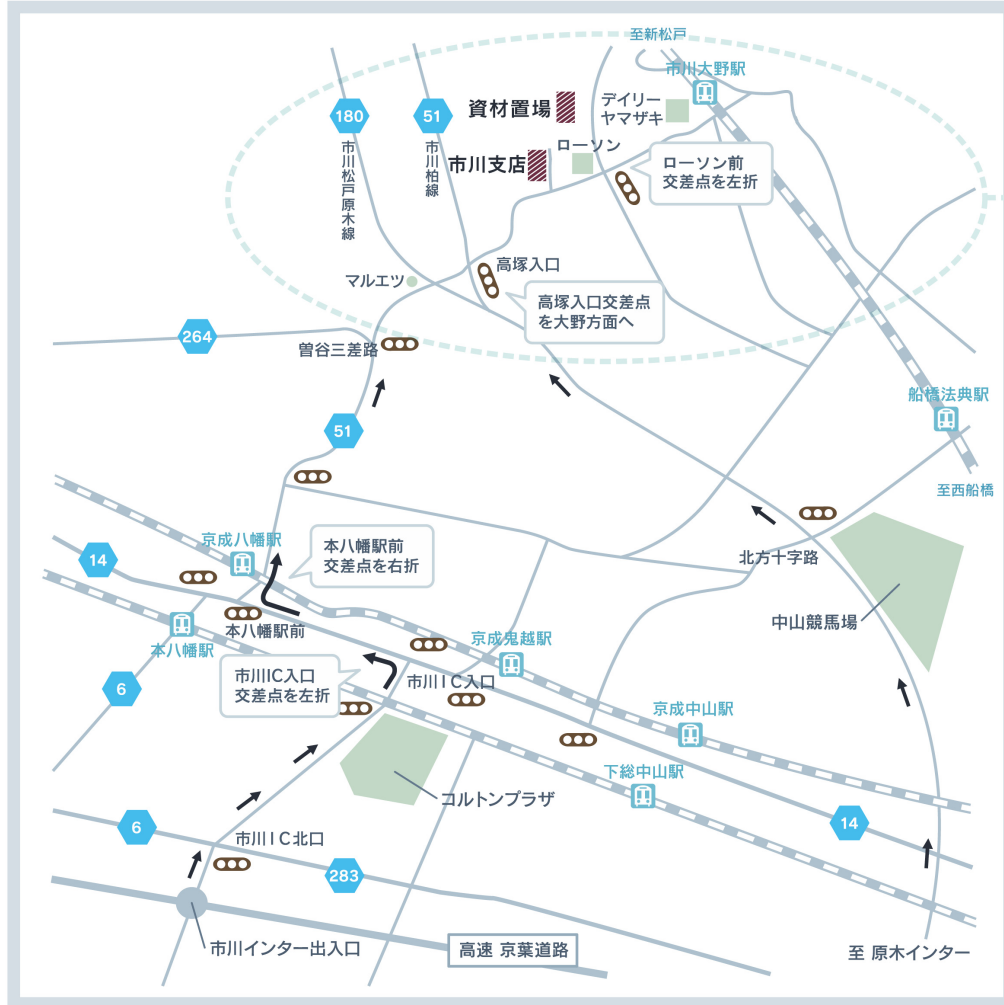 至新松戸
市川大野駅
デイリー
ヤマザキ
資材置場
180
51
市川松戸原木線
市川柏線
ローソン
市川支店
ローソン前
交差点を左折
高塚入口
マルエツ
高塚入口交差点
を大野方面へ
264
曽谷三差路
船橋法典駅
51
至西船橋
京成八幡駅
本八幡駅前
交差点を右折
14
北方十字路
中山競馬場
本八幡駅前
本八幡駅
京成鬼越駅
市川IC入口
交差点を左折
市川IC入口
6
京成中山駅
下総中山駅
コルトンプラザ
6
14
市川IC北口
283
市川インター出入口
高速 京葉道路
至 原木インター